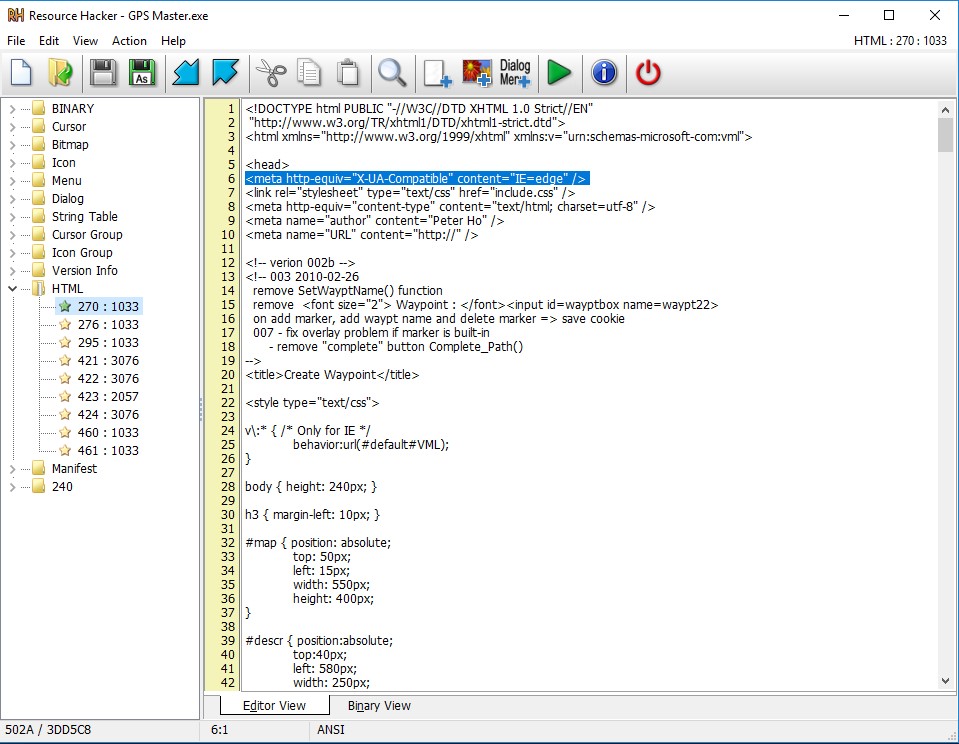 Resource Hacker - GPS Master.exe
File Edit View Action Help
HTML : 270 : 1033
As
Dialog
Menu
BINARY
Cursor
Bitmap
Icon
Menu
Dialog
String Table
Cursor Group
Icon Group
Version Info
HTML
270 : 1033
276 : 1033
295 : 1033
421 : 3076
422 : 3076
423 : 2057
424 : 3076
460 : 1033
461 : 1033
Manifest
240
1 <!DOCTYPE html PUBLIC "-//W3C//DTD XHTML 1.0 Strict//EN"
2 "http://www.w3.org/TR/xhtml1/DTD/xhtml1-strict.dtd">
3 <html xmlns="http://www.w3.org/1999/xhtml" xmlns:v="urn:schemas-microsoft-com:vml">
4
5 <head>
6 <meta http-equiv="X-UA-Compatible" content="IE=edge" />
7 <link rel="stylesheet" type="text/css" href="include.css" />
8 <meta http-equiv="content-type" content="text/html; charset=utf-8" />
9 <meta name="author" content="Peter Ho" />
10 <meta name="URL" content="http://" />
11
12 <!-- verion 002b -->
13 <!-- 003 2010-02-26
14 remove SetWayptName() function
15 remove <font size="2"> Waypoint : </font><input id=wayptbox name=waypt22>
16 on add marker, add waypt name and delete marker => save cookie
17 007 - fix overlay problem if marker is built-in
18 - remove "complete" button Complete_Path()
19 -->
20 <title>Create Waypoint</title>
21
22 <style type="text/css">
23
24 v\:* { /* Only for IE */
25 behavior:url(#default#VML);
26 }
27
28 body { height: 240px; }
29
30 h3 { margin-left: 10px; }
31
32 #map { position: absolute;
33 top: 50px;
34 left: 15px;
35 width: 550px;
36 height: 400px;
37 }
38
39 #descr { position:absolute;
40 top:40px;
41 left: 580px;
42 width: 250px;
Editor View Binary View
502A / 3DD5C8 6:1 ANSI